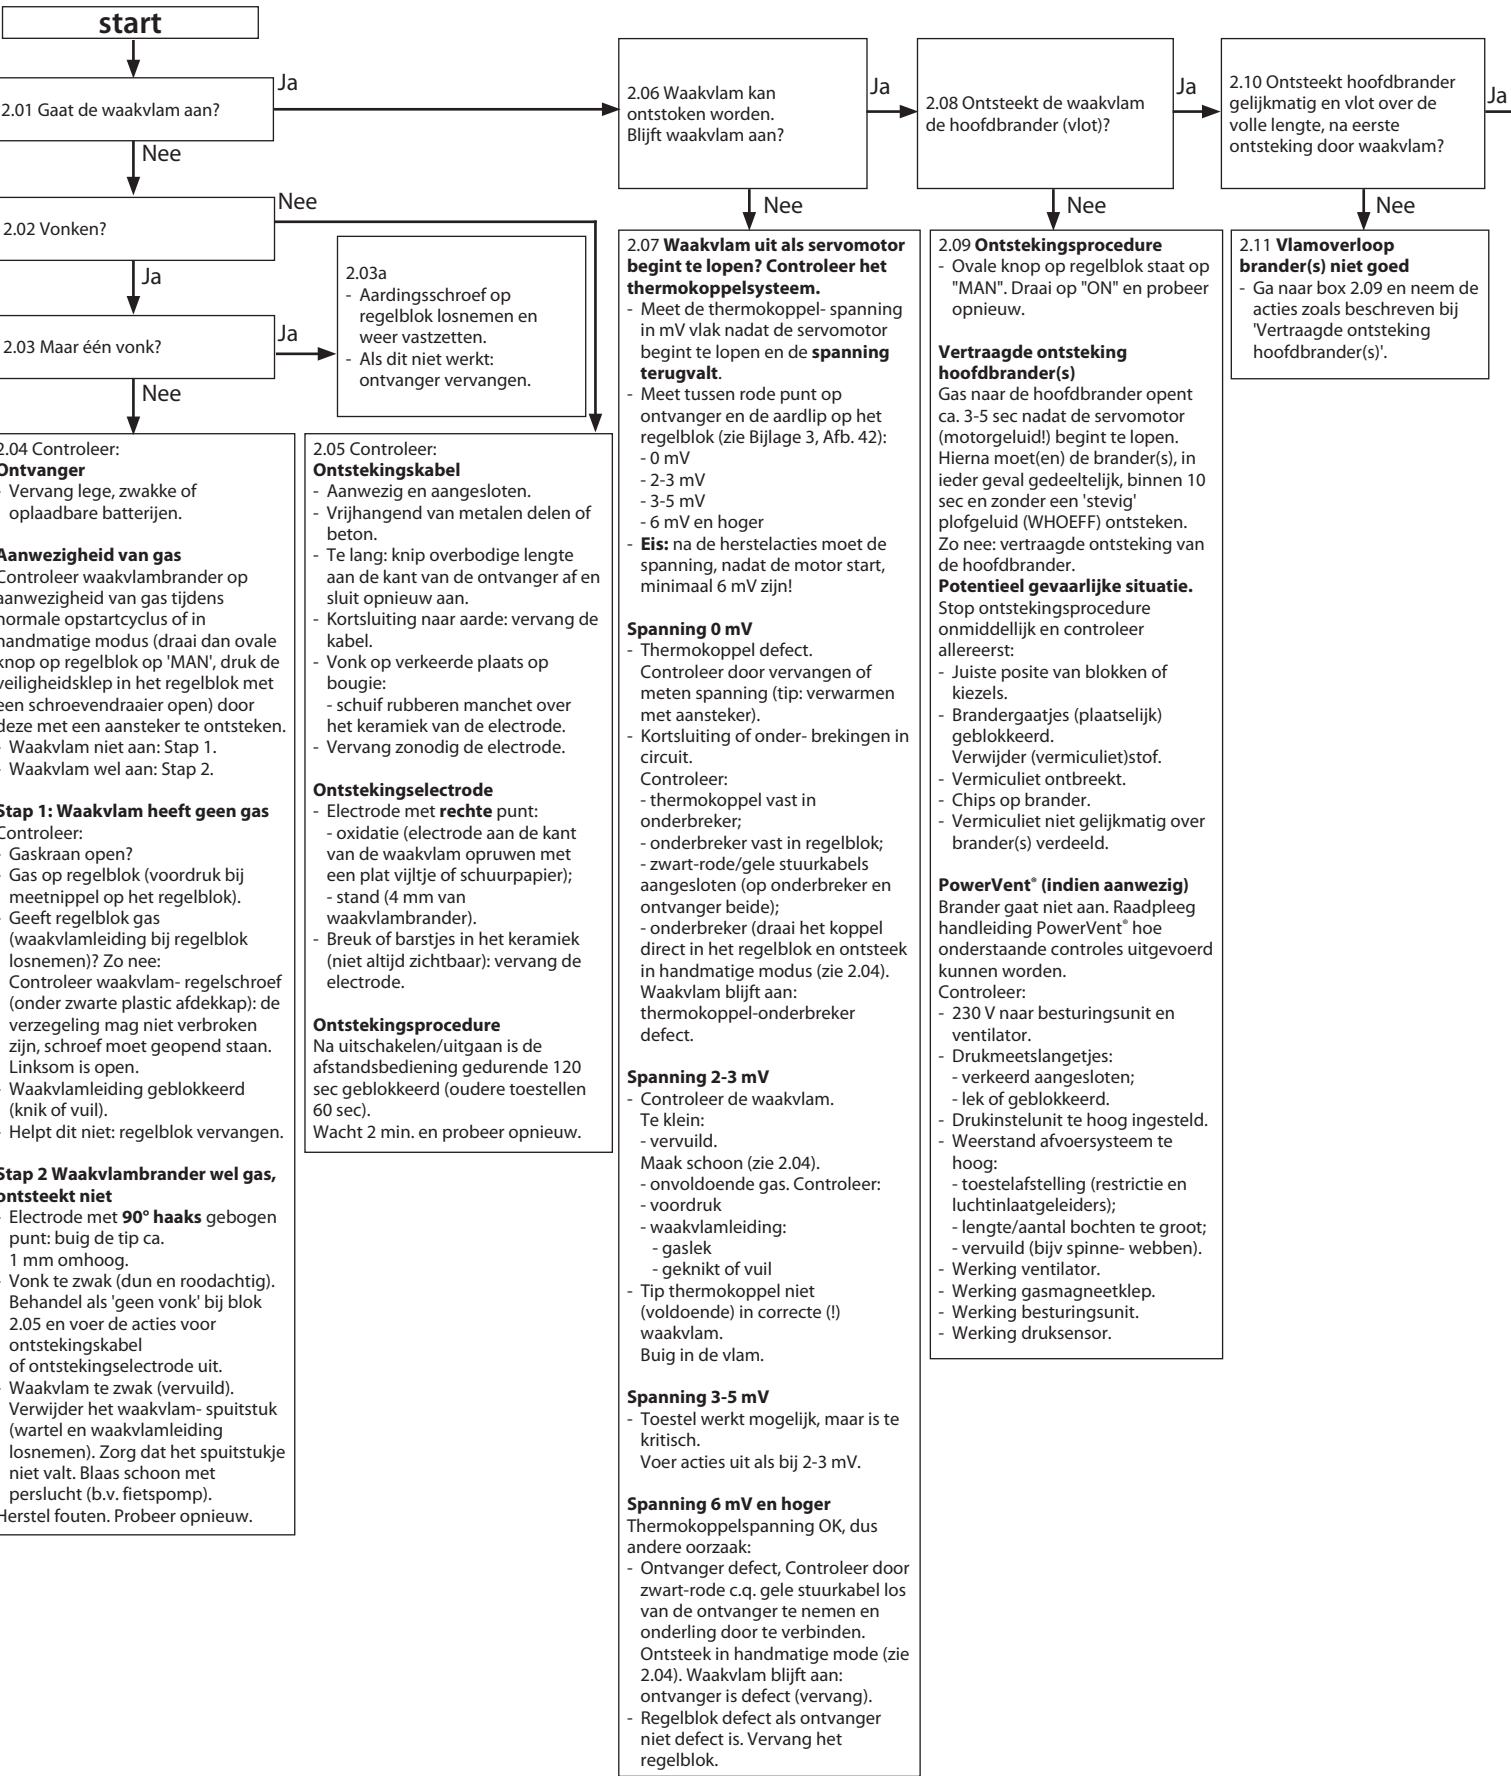 start
2.01 Gaat de waakvlam aan?
Ja
Nee
2.02 Vonken?
Nee
Ja
2.03 Maar één vonk?
Ja
Nee
2.03a
- Aardingsschroef op
regelblok losnemen en
weer vastzetten.
- Als dit niet werkt:
ontvanger vervangen.
2.04 Controleer:
Ontvanger
- Vervang lege, zwakke of
oplaadbare batterijen.
Aanwezigheid van gas
Controleer waakvlambrander op
aanwezigheid van gas tijdens
normale opstartcyclus of in
handmatige modus (draai dan ovale
knop op regelblok op 'MAN', druk de
veiligheidsklep in het regelblok met
een schroevendraaier open) door
deze met een aansteker te ontsteken.
- Waakvlam niet aan: Stap 1.
- Waakvlam wel aan: Stap 2.
Stap 1: Waakvlam heeft geen gas
Controleer:
- Gaskraan open?
- Gas op regelblok (voordruk bij
meetnippel op het regelblok).
- Geeft regelblok gas
(waakvlamleiding bij regelblok
losnemen)? Zo nee:
Controleer waakvlam- regelschroef
(onder zwarte plastic afdekkap): de
verzegeling mag niet verbroken
zijn, schroef moet geopend staan.
Linksom is open.
- Waakvlamleiding geblokkeerd
(knik of vuil).
- Helpt dit niet: regelblok vervangen.
Stap 2 Waakvlambrander wel gas,
ontsteekt niet
- Electrode met 90° haaks gebogen
punt: buig de tip ca.
1 mm omhoog.
- Vonk te zwak (dun en roodachtig).
Behandel als 'geen vonk' bij blok
2.05 en voer de acties voor
ontstekingskabel
of ontstekingselectrode uit.
- Waakvlam te zwak (vervuild).
Verwijder het waakvlam- spuitstuk
(wartel en waakvlamleiding
losnemen). Zorg dat het spuitstukje
niet valt. Blaas schoon met
perslucht (b.v. fietspomp).
Herstel fouten. Probeer opnieuw.
2.05 Controleer:
Ontstekingskabel
- Aanwezig en aangesloten.
- Vrijhangend van metalen delen of
beton.
- Te lang: knip overbodige lengte
aan de kant van de ontvanger af en
sluit opnieuw aan.
- Kortsluiting naar aarde: vervang de
kabel.
- Vonk op verkeerde plaats op
bougie:
- schuif rubberen manchet over
het keramiek van de electrode.
- Vervang zonodig de electrode.
Ontstekingselectrode
- Electrode met rechte punt:
- oxidatie (electrode aan de kant
van de waakvlam opruwen met
een plat vijltje of schuurpapier);
- stand (4 mm van
waakvlambrander).
- Breuk of barstjes in het keramiek
(niet altijd zichtbaar): vervang de
electrode.
Ontstekingsprocedure
Na uitschakelen/uitgaan is de
afstandsbediening gedurende 120
sec geblokkeerd (oudere toestellen
60 sec).
Wacht 2 min. en probeer opnieuw.
2.06 Waakvlam kan
ontstoken worden.
Blijft waakvlam aan?
Ja
Nee
2.07 Waakvlam uit als servomotor
begint te lopen? Controleer het
thermokoppelsysteem.
- Meet de thermokoppel- spanning
in mV vlak nadat de servomotor
begint te lopen en de spanning
terugvalt.
- Meet tussen rode punt op
ontvanger en de aardlip op het
regelblok (zie Bijlage 3, Afb. 42):
- 0 mV
- 2-3 mV
- 3-5 mV
- 6 mV en hoger
- Eis: na de herstelacties moet de
spanning, nadat de motor start,
minimaal 6 mV zijn!
Spanning 0 mV
- Thermokoppel defect.
Controleer door vervangen of
meten spanning (tip: verwarmen
met aansteker).
- Kortsluiting of onder- brekingen in
circuit.
Controleer:
- thermokoppel vast in
onderbreker;
- onderbreker vast in regelblok;
- zwart-rode/gele stuurkabels
aangesloten (op onderbreker en
ontvanger beide);
- onderbreker (draai het koppel
direct in het regelblok en ontsteek
in handmatige modus (zie 2.04).
Waakvlam blijft aan:
thermokoppel-onderbreker
defect.
Spanning 2-3 mV
- Controleer de waakvlam.
Te klein:
- vervuild.
Maak schoon (zie 2.04).
- onvoldoende gas. Controleer:
- voordruk
- waakvlamleiding:
- gaslek
- geknikt of vuil
- Tip thermokoppel niet
(voldoende) in correcte (!)
waakvlam.
Buig in de vlam.
Spanning 3-5 mV
- Toestel werkt mogelijk, maar is te
kritisch.
Voer acties uit als bij 2-3 mV.
Spanning 6 mV en hoger
Thermokoppelspanning OK, dus
andere oorzaak:
- Ontvanger defect, Controleer door
zwart-rode c.q. gele stuurkabel los
van de ontvanger te nemen en
onderling door te verbinden.
Ontsteek in handmatige mode (zie
2.04). Waakvlam blijft aan:
ontvanger is defect (vervang).
- Regelblok defect als ontvanger
niet defect is. Vervang het
regelblok.
2.08 Ontsteekt de waakvlam
de hoofdbrander (vlot)?
Ja
Nee
2.09 Ontstekingsprocedure
- Ovale knop op regelblok staat op
"MAN". Draai op "ON" en probeer
opnieuw.
Vertraagde ontsteking
hoofdbrander(s)
Gas naar de hoofdbrander opent
ca. 3-5 sec nadat de servomotor
(motorgeluid!) begint te lopen.
Hierna moet(en) de brander(s), in
ieder geval gedeeltelijk, binnen 10
sec en zonder een 'stevig'
plofgeluid (WHOEFF) ontsteken.
Zo nee: vertraagde ontsteking van
de hoofdbrander.
Potentieel gevaarlijke situatie.
Stop ontstekingsprocedure
onmiddellijk en controleer
allereerst:
- Juiste posite van blokken of
kiezels.
- Brandergaatjes (plaatselijk)
geblokkeerd.
Verwijder (vermiculiet)stof.
- Vermiculiet ontbreekt.
- Chips op brander.
- Vermiculiet niet gelijkmatig over
brander(s) verdeeld.
PowerVent® (indien aanwezig)
Brander gaat niet aan. Raadpleeg
handleiding PowerVent® hoe
onderstaande controles uitgevoerd
kunnen worden.
Controleer:
- 230 V naar besturingsunit en
ventilator.
- Drukmeetslangetjes:
- verkeerd aangesloten;
- lek of geblokkeerd.
- Drukinstelunit te hoog ingesteld.
- Weerstand afvoersysteem te
hoog:
- toestelafstelling (restrictie en
luchtinlaatgeleiders);
- lengte/aantal bochten te groot;
- vervuild (bijv spinne- webben).
- Werking ventilator.
- Werking gasmagneetklep.
- Werking besturingsunit.
- Werking druksensor.
2.10 Ontsteekt hoofdbrander
gelijkmatig en vlot over de
volle lengte, na eerste
ontsteking door waakvlam?
Ja
Nee
2.11 Vlamoverloop
brander(s) niet goed
- Ga naar box 2.09 en neem de
acties zoals beschreven bij
'Vertraagde ontsteking
hoofdbrander(s)'.